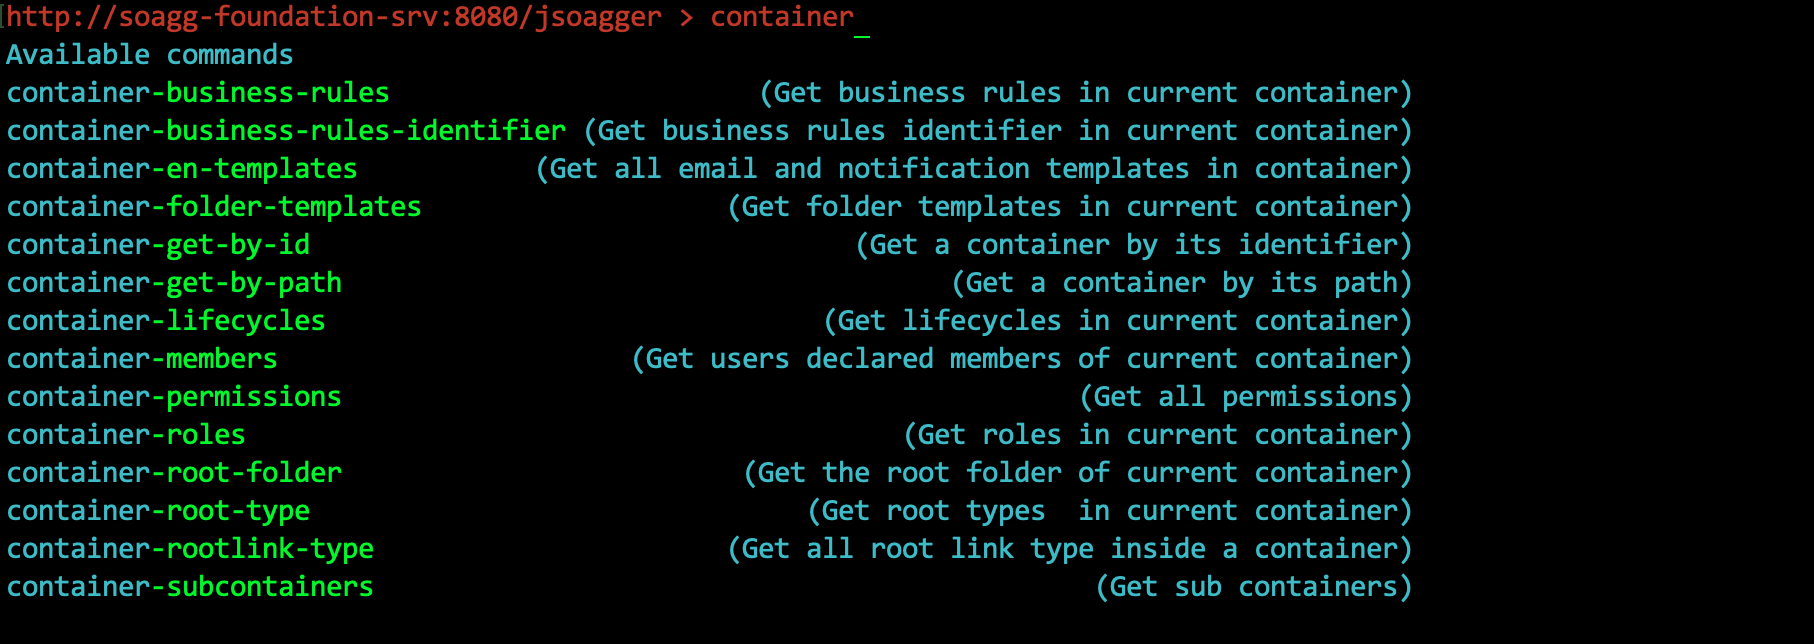 [http://soagg-foundation-srv:8080/jsoagger > container_
Available commands
container-business-rules (Get business rules in current container)
container-business-rules-identifier (Get business rules identifier in current container)
container-en-templates (Get all email and notification templates in container)
container-folder-templates (Get folder templates in current container)
container-get-by-id (Get a container by its identifier)
container-get-by-path (Get a container by its path)
container-lifecycles (Get lifecycles in current container)
container-members (Get users declared members of current container)
container-permissions (Get all permissions)
container-roles (Get roles in current container)
container-root-folder (Get the root folder of current container)
container-root-type (Get root types  in current container)
container-rootlink-type (Get all root link type inside a container)
container-subcontainers (Get sub containers)